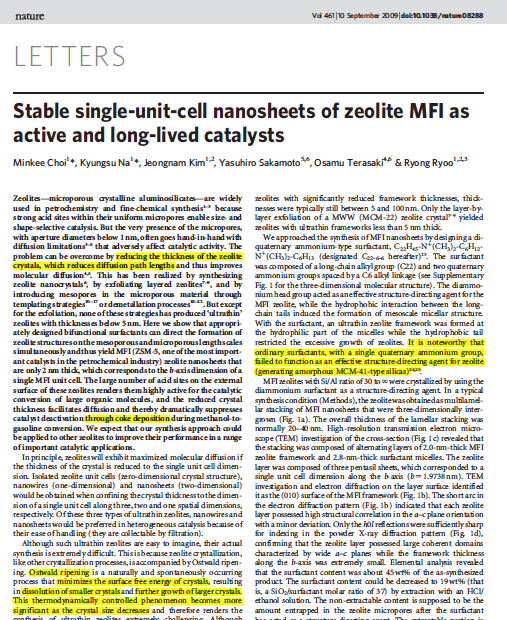 nature
Vol 461|10 September 2009|doi:10.1038/nature08288
LETTERS
Stable single-unit-cell nanosheets of zeolite MFI as
active and long-lived catalysts
Minkee Choi1*, Kyungsu Na1*, Jeongnam Kim1,2, Yasuhiro Sakamoto5,6, Osamu Terasaki4,6 & Ryong Ryoo1,2,3
Zeolites—microporous crystalline aluminosilicates—are widely
used in petrochemistry and fine-chemical synthesis because
strong acid sites within their uniform micropores enable size- and
shape-selective catalysis. But the very presence of the micropores,
with aperture diameters below 1 nm, often goes hand-in-hand with
diffusion limitations that adversely affect catalytic activity. The
problem can be overcome by reducing the thickness of the zeolite
crystals, which reduces diffusion path lengths and thus improves
molecular diffusion. This has been realized by synthesizing
zeolite nanocrystals, by exfoliating layered zeolites, and by
introducing mesopores in the microporous material through
templating strategies or demetallation processes. But except
for the exfoliation, none of these strategies has produced 'ultrathin'
zeolites with thicknesses below 5 nm. Here we show that appropri-
ately designed bifunctional surfactants can direct the formation of
zeolite structures on the mesoporous and microporous length scales
simultaneously and thus yield MFI (ZSM-5, one of the most import-
ant catalysts in the petrochemical industry) zeolite nanosheets that
are only 2 nm thick, which corresponds to the b-axis dimension of a
single MFI unit cell. The large number of acid sites on the external
surface of these zeolites renders them highly active for the catalytic
conversion of large organic molecules, and the reduced crystal
thickness facilitates diffusion and thereby dramatically suppresses
catalyst deactivation through coke deposition during methanol-to-
gasoline conversion. We expect that our synthesis approach could
be applied to other zeolites to improve their performance in a range
of important catalytic applications.
In principle, zeolites will exhibit maximized molecular diffusion if
the thickness of the crystal is reduced to the single unit cell dimen-
sion. Isolated zeolite unit cells (zero-dimensional crystal structure),
nanowires (one-dimensional) and nanosheets (two-dimensional)
would be obtained when confining the crystal thickness to the dimen-
sion of a single unit cell along three, two and one spatial dimensions,
respectively. Of these three types of ultrathin zeolites, nanowires and
nanosheets would be preferred in heterogeneous catalysis because of
their ease of handling (they are collectable by filtration).
Although such ultrathin zeolites are easy to imagine, their actual
synthesis is extremely difficult. This is because zeolite crystallization,
like other crystallization processes, is accompanied by Ostwald ripen-
ing. Ostwald ripening is a naturally and spontaneously occurring
process that minimizes the surface free energy of crystals, resulting
in dissolution of smaller crystals and further growth of larger crystals.
This thermodynamically controlled phenomenon becomes more
significant as the crystal size decreases and therefore renders the
synthesis of ultrathin zeolites extremely challenging. Although
zeolites with significantly reduced framework thicknesses, thick-
nesses were typically still between 5 and 100 nm. Only the layer-by-
layer exfoliation of a MWW (MCM-22) zeolite crystal yielded
zeolites with ultrathin frameworks less than 5 nm thick.
We approached the synthesis of MFI nanosheets by designing a di-
quaternary ammonium-type surfactant, C22H45-N+(CH3)2-C6H12-
N+(CH3)2-C6H13 (designated C22-6-6 hereafter). The surfactant
was composed of a long-chain alkyl group (C22) and two quaternary
ammonium groups spaced by a C6 alkyl linkage (see Supplementary
Fig. 1 for the three-dimensional molecular structure). The diammo-
nium head group acted as an effective structure-directing agent for the
MFI zeolite, while the hydrophobic interaction between the long-
chain tails induced the formation of mesoscale micellar structure.
With the surfactant, an ultrathin zeolite framework was formed at
the hydrophilic part of the micelles while the hydrophobic tail
restricted the excessive growth of zeolites. It is noteworthy that
ordinary surfactants, with a single quaternary ammonium group,
failed to function as an effective structure-directing agent for zeolite
(generating amorphous MCM-41-type silicas).
MFI zeolites with Si/Al ratio of 30 to ∞ were crystallized by using the
diammonium surfactant as a structure-directing agent. In a typical
synthesis condition (Methods), the zeolite was obtained as multilamel-
lar stacking of MFI nanosheets that were three-dimensionally inter-
grown (Fig. 1a). The overall thickness of the lamellar stacking was
normally 20–40 nm. High-resolution transmission electron micro-
scopy (TEM) investigation of the cross-section (Fig. 1c) revealed that
the stacking was composed of alternating layers of 2.0-nm-thick MFI
framework and 2.8-nm-thick surfactant micelles. The zeolite
layer was composed of three pentasil sheets, which corresponded to a
single unit cell dimension along the b-axis (b = 1.9738 nm). TEM
investigation and electron diffraction on the layer surface identified
it as the (010) surface of the MFI framework (Fig. 1b). The short arc in
the electron diffraction pattern (Fig. 1b) indicated that each zeolite
layer possessed high structural correlation in the a–c plane orientation
with a minor deviation. Only the h0l reflections were sufficiently sharp
for indexing in the powder X-ray diffraction pattern (Fig. 1d),
confirming that the zeolite layer possessed large coherent domains
characterized by wide a–c planes while the framework thickness
along the b-axis was extremely small. Elemental analysis revealed
that the surfactant content was about 45 wt% of the as-synthesized
product. The surfactant content could be decreased to 19 wt% (that
is, a SiO2/surfactant molar ratio of 37) by extraction with an HCl/
ethanol solution. The non-extractable content is supposed to be the
amount entrapped in the zeolite micropores after the surfactant